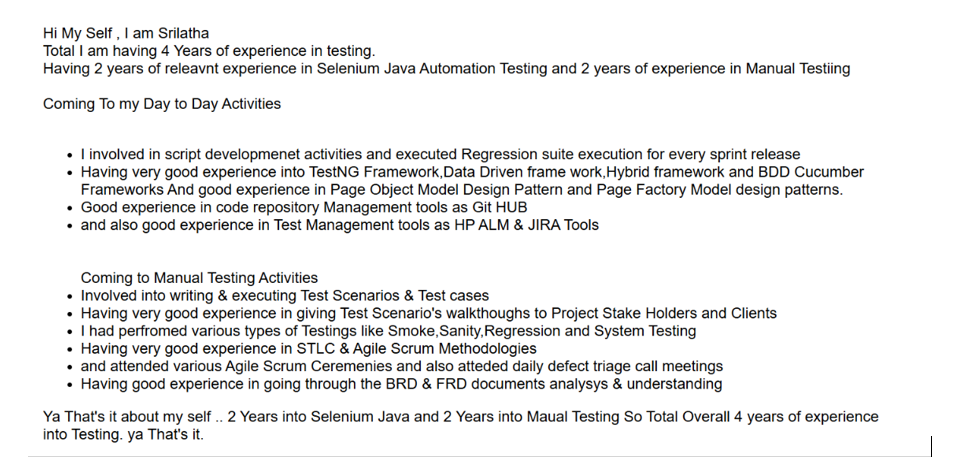 Hi My Self , I am Srilatha
Total I am having 4 Years of experience in testing.
Having 2 years of releavnt experience in Selenium Java Automation Testing and 2 years of experience in Manual Testiing
Coming To my Day to Day Activities
• I involved in script developmenet activities and executed Regression suite execution for every sprint release
• Having very good experience into TestNG Framework,Data Driven frame work,Hybrid framework and BDD Cucumber
Frameworks And good experience in Page Object Model Design Pattern and Page Factory Model design patterns.
• Good experience in code repository Management tools as Git HUB
• and also good experience in Test Management tools as HP ALM & JIRA Tools
Coming to Manual Testing Activities
• Involved into writing & executing Test Scenarios & Test cases
• Having very good experience in giving Test Scenario's walkthoughs to Project Stake Holders and Clients
• I had perfromed various types of Testings like Smoke,Sanity,Regression and System Testing
• Having very good experience in STLC & Agile Scrum Methodologies
• and attended various Agile Scrum Ceremenies and also atteded daily defect triage call meetings
• Having good experience in going through the BRD & FRD documents analysys & understanding
Ya That's it about my self .. 2 Years into Selenium Java and 2 Years into Maual Testing So Total Overall 4 years of experience
into Testing. ya That's it.